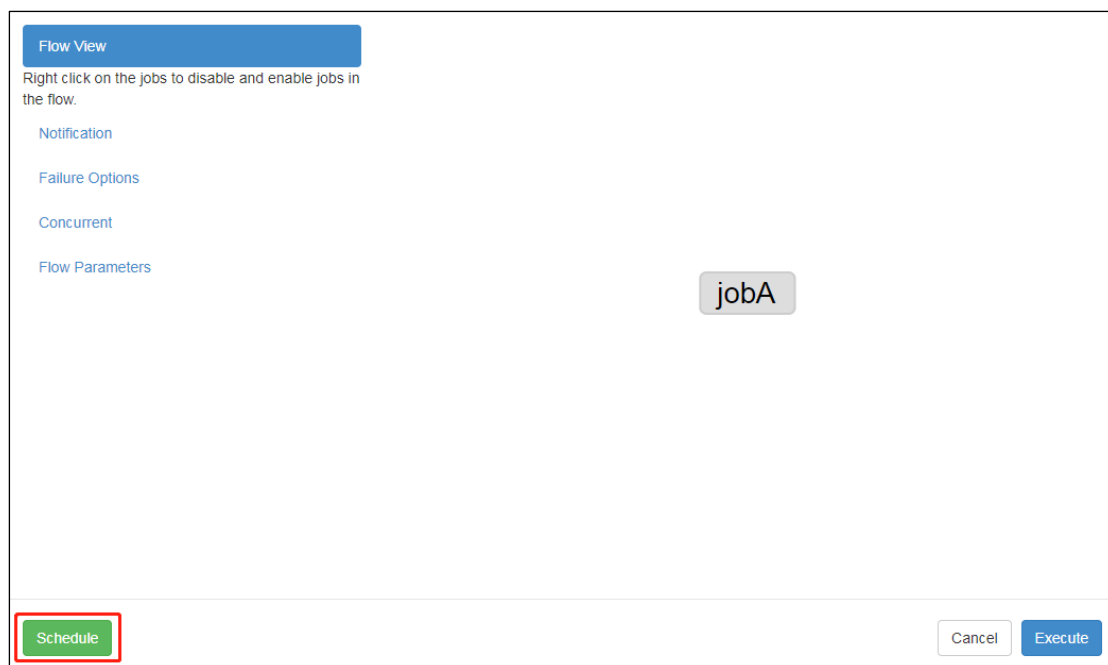 Flow View
Right click on the jobs to disable and enable jobs in
the flow.
Notification
Failure Options
Concurrent
Flow Parameters
jobA
Schedule
Cancel
Execute